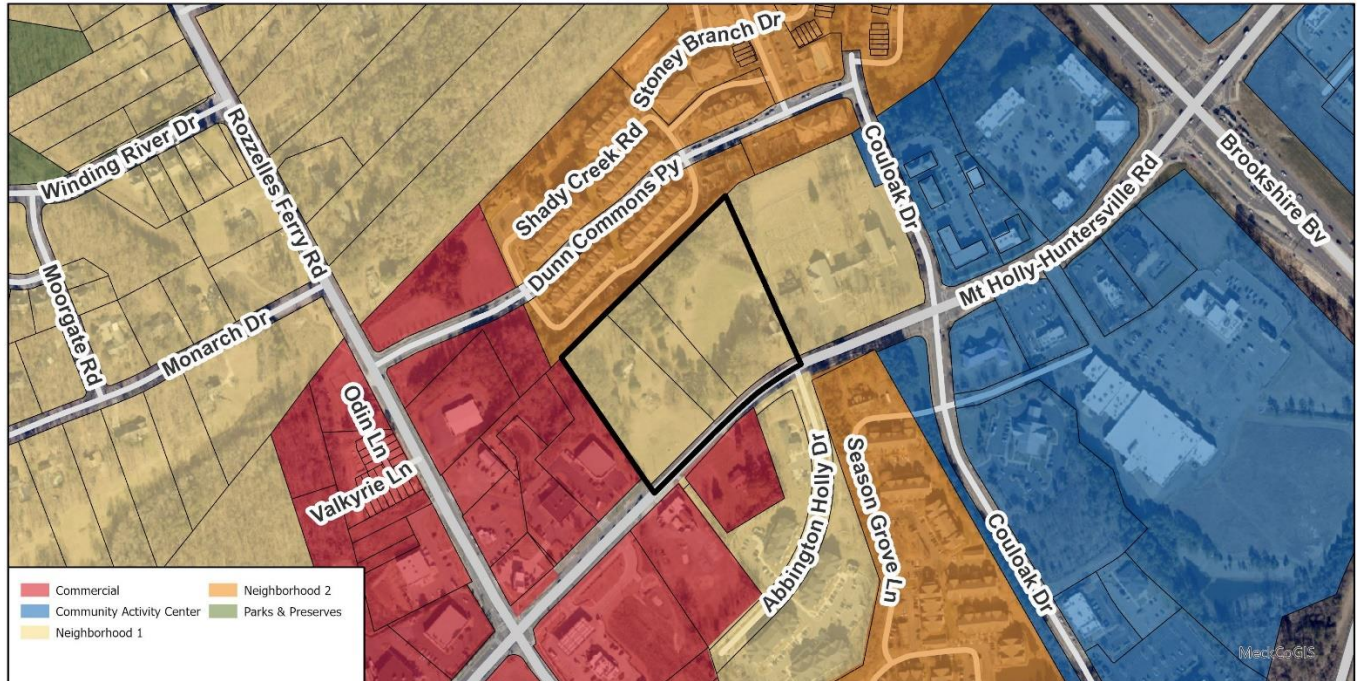 Stoney Branch Dr
Winding River Dr
Rozzelles Ferry Rd
Shady Creek Rd
Dunn Commons Py
Couloak Dr
Brookshire Bv
Mt Holly-Huntersville Rd
Moorgate Rd
Monarch Dr
Odin Ln
Valkyrie Ln
Abbington Holly Dr
Season Grove Ln
Couloak Dr
Commercial
Neighborhood 2
Community Activity Center
Parks & Preserves
Neighborhood 1
MeckCoGIS